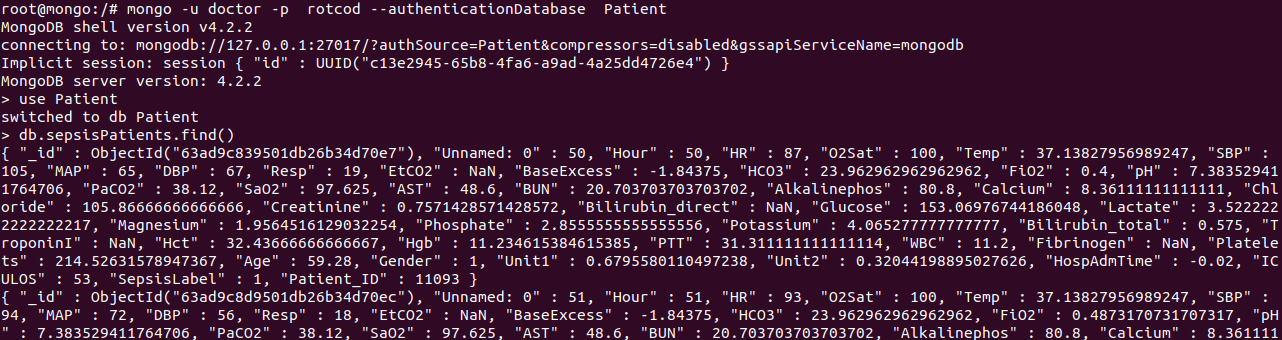 root@mongo:/# mongo -u doctor -p  rotcod --authenticationDatabase  Patient
MongoDB shell version v4.2.2
connecting to: mongodb://127.0.0.1:27017/?authSource=Patient&compressors=disabled&gssapiServiceName=mongodb
Implicit session: session { "id" : UUID("c13e2945-65b8-4fa6-a9ad-4a25dd4726e4") }
MongoDB server version: 4.2.2
> use Patient
switched to db Patient
> db.sepsisPatients.find()
{ "_id" : ObjectId("63ad9c839501db26b34d70e7"), "Unnamed: 0" : 50, "Hour" : 50, "HR" : 87, "O2Sat" : 100, "Temp" : 37.13827956989247, "SBP" :
105, "MAP" : 65, "DBP" : 67, "Resp" : 19, "EtCO2" : NaN, "BaseExcess" : -1.84375, "HCO3" : 23.962962962962962, "FiO2" : 0.4, "pH" : 7.38352941
1764706, "PaCO2" : 38.12, "SaO2" : 97.625, "AST" : 48.6, "BUN" : 20.703703703703702, "Alkalinephos" : 80.8, "Calcium" : 8.36111111111111, "Chl
oride" : 105.86666666666666, "Creatinine" : 0.7571428571428572, "Bilirubin_direct" : NaN, "Glucose" : 153.06976744186048, "Lactate" : 3.522222
2222222217, "Magnesium" : 1.9564516129032254, "Phosphate" : 2.8555555555555556, "Potassium" : 4.065277777777777, "Bilirubin_total" : 0.575, "T
roponinI" : NaN, "Hct" : 32.43666666666667, "Hgb" : 11.234615384615385, "PTT" : 31.311111111111114, "WBC" : 11.2, "Fibrinogen" : NaN, "Platele
ts" : 214.52631578947367, "Age" : 59.28, "Gender" : 1, "Unit1" : 0.6795580110497238, "Unit2" : 0.32044198895027626, "HospAdmTime" : -0.02, "IC
ULOS" : 53, "SepsisLabel" : 1, "Patient_ID" : 11093 }
{ "_id" : ObjectId("63ad9c8d9501db26b34d70ec"), "Unnamed: 0" : 51, "Hour" : 51, "HR" : 93, "O2Sat" : 100, "Temp" : 37.13827956989247, "SBP" :
94, "MAP" : 72, "DBP" : 56, "Resp" : 18, "EtCO2" : NaN, "BaseExcess" : -1.84375, "HCO3" : 23.962962962962962, "FiO2" : 0.4873170731707317, "pH
" : 7.383529411764706, "PaCO2" : 38.12, "SaO2" : 97.625, "AST" : 48.6, "BUN" : 20.703703703703702, "Alkalinephos" : 80.8, "Calcium" : 8.361111